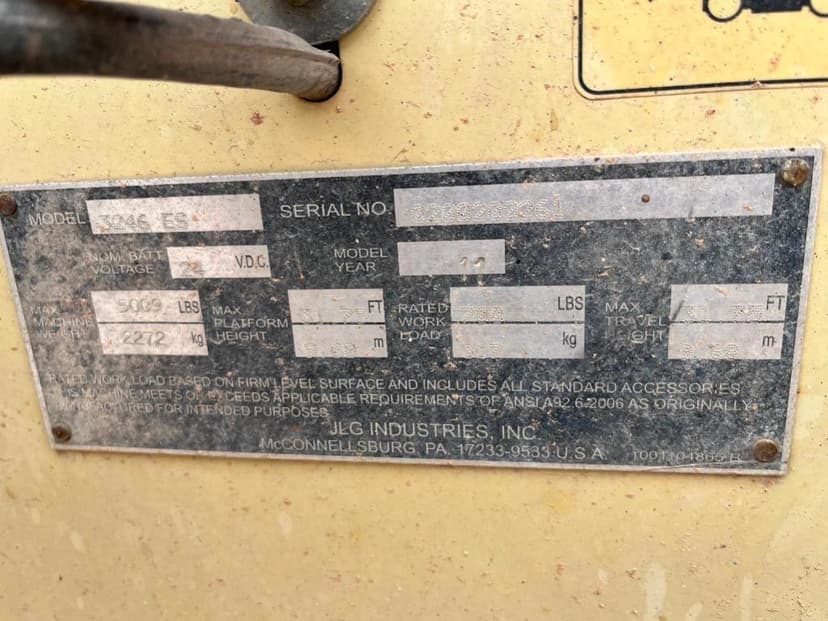 MODEL 3246 ES SERIAL NO.
NOM. BATT. VOLTAGE V.D.C. MODEL YEAR 11
MAX. MACHINE WEIGHT 5009 LBS 2272 kg MAX. PLATFORM HEIGHT FT m RATED WORK LOAD LBS kg MAX. TRAVEL HEIGHT FT m
RATED WORK LOAD BASED ON FIRM LEVEL SURFACE AND INCLUDES ALL STANDARD ACCESSORIES
THIS MACHINE MEETS OR EXCEEDS APPLICABLE REQUIREMENTS OF ANSI A92.6-2006 AS ORIGINALLY
MANUFACTURED FOR INTENDED PURPOSES.
JLG INDUSTRIES, INC.
McCONNELLSBURG, PA. 17233-9533 U.S.A.